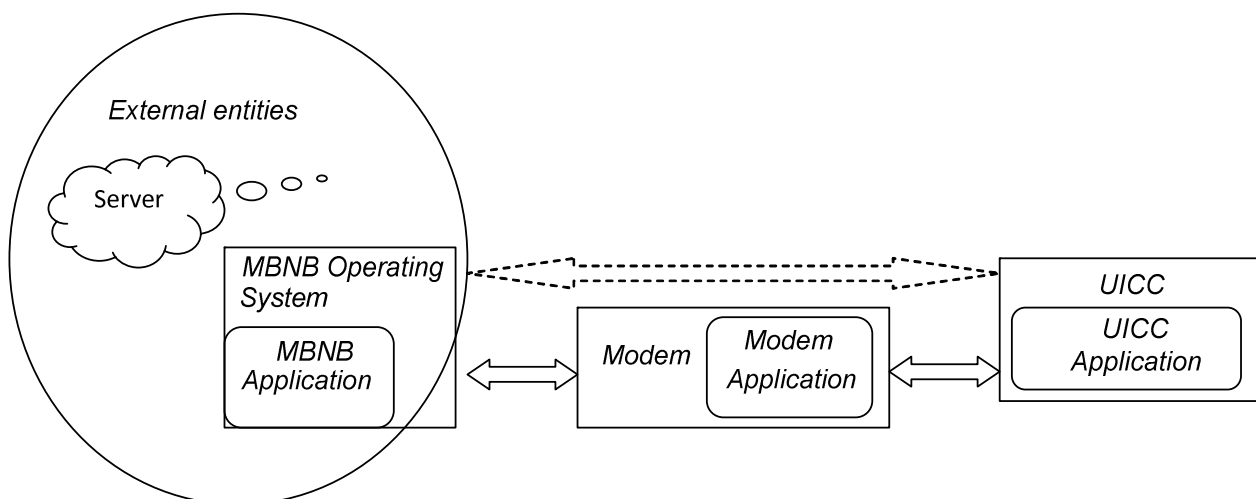 External entities
Server
MBNB Operating
System
MBNB
Application
Modem
Modem
Application
UICC
UICC
Application